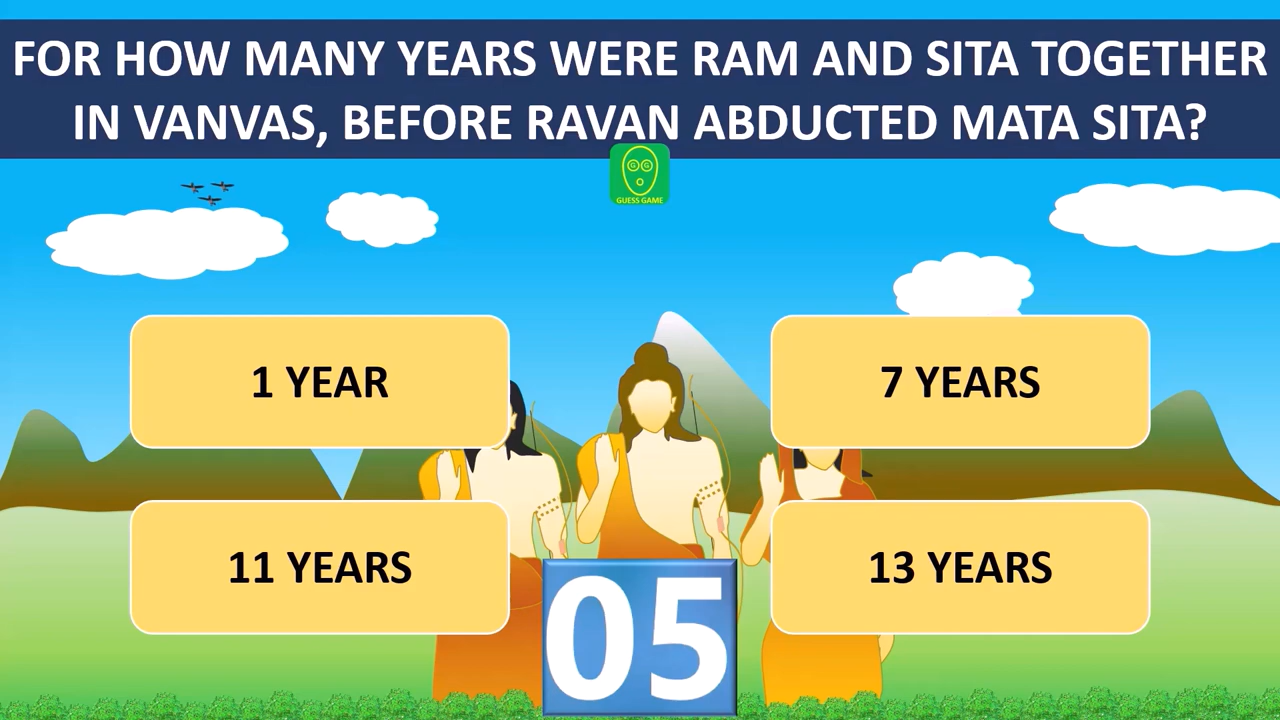 FOR HOW MANY YEARS WERE RAM AND SITA TOGETHER
IN VANVAS, BEFORE RAVAN ABDUCTED MATA SITA?
G G
O
GUESS GAME
1 YEAR
7 YEARS
11 YEARS
13 YEARS
05